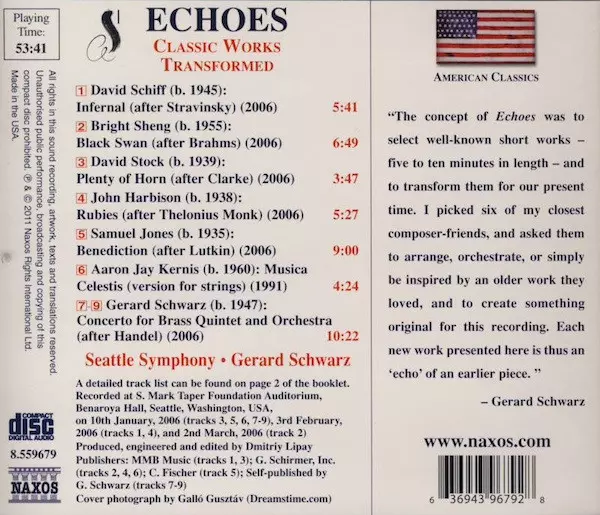 Playing
Time:
53:41
All rights in this sound recording, artwork, texts and translations reserved.
Unauthorised public performance, broadcasting and copying of this
compact disc prohibited. ℗ & © 2011 Naxos Rights International Ltd.
Made in the USA.
COMPACT
disc
DIGITAL AUDIO
8.559679
NAXOS
S
ECHOES
CLASSIC WORKS
TRANSFORMED
1 David Schiff (b. 1945):
Infernal (after Stravinsky) (2006) 5:41
2 Bright Sheng (b. 1955):
Black Swan (after Brahms) (2006) 6:49
3 David Stock (b. 1939):
Plenty of Horn (after Clarke) (2006) 3:47
4 John Harbison (b. 1938):
Rubies (after Thelonius Monk) (2006) 5:27
5 Samuel Jones (b. 1935):
Benediction (after Lutkin) (2006) 9:00
6 Aaron Jay Kernis (b. 1960): Musica
Celestis (version for strings) (1991) 4:24
7-9 Gerard Schwarz (b. 1947):
Concerto for Brass Quintet and Orchestra
(after Handel) (2006) 10:22
Seattle Symphony • Gerard Schwarz
A detailed track list can be found on page 2 of the booklet.
Recorded at S. Mark Taper Foundation Auditorium,
Benaroya Hall, Seattle, Washington, USA,
on 10th January, 2006 (tracks 3, 5, 6, 7-9), 3rd February,
2006 (tracks 1, 4), and 2nd March, 2006 (track 2)
Produced, engineered and edited by Dmitriy Lipay
Publishers: MMB Music (tracks 1, 3); G. Schirmer, Inc.
(tracks 2, 4, 6); C. Fischer (track 5); Self-published by
G. Schwarz (tracks 7-9)
Cover photograph by Galló Gusztáv (Dreamstime.com)
AMERICAN CLASSICS
"The concept of Echoes was to
select well-known short works –
five to ten minutes in length – and
to transform them for our present
time. I picked six of my closest
composer-friends, and asked them
to arrange, orchestrate, or simply
be inspired by an older work they
loved, and to create something
original for this recording. Each
new work presented here is thus an
'echo' of an earlier piece. "
– Gerard Schwarz
www.naxos.com
6 36943 96792 8